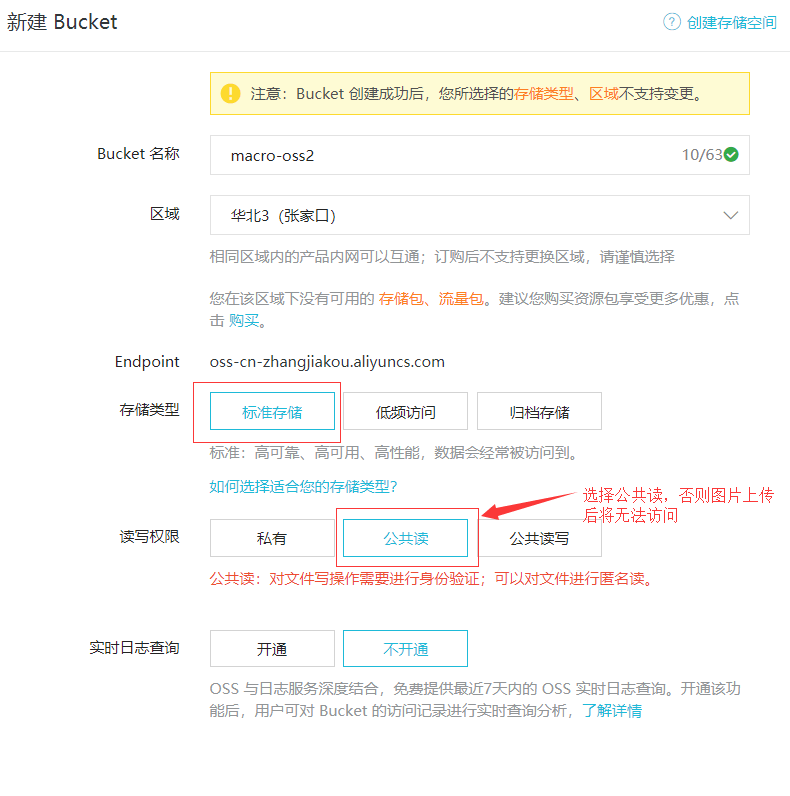 新建 Bucket
创建存储空间
注意：Bucket 创建成功后，您所选择的存储类型、区域不支持变更。
Bucket 名称
macro-oss2
10/63
区域
华北3（张家口）
相同区域内的产品内网可以互通；订购后不支持更换区域，请谨慎选择
您在该区域下没有可用的 存储包、流量包。建议您购买资源包享受更多优惠，点
击 购买。
Endpoint
oss-cn-zhangjiakou.aliyuncs.com
存储类型
标准存储
低频访问
归档存储
标准：高可靠、高可用、高性能，数据会经常被访问到。
如何选择适合您的存储类型？
选择公共读，否则图片上传
后将无法访问
读写权限
私有
公共读
公共读写
公共读：对文件写操作需要进行身份验证；可以对文件进行匿名读。
实时日志查询
开通
不开通
OSS 与日志服务深度结合，免费提供最近7天内的 OSS 实时日志查询。开通该功
能后，用户可对 Bucket 的访问记录进行实时查询分析，了解详情